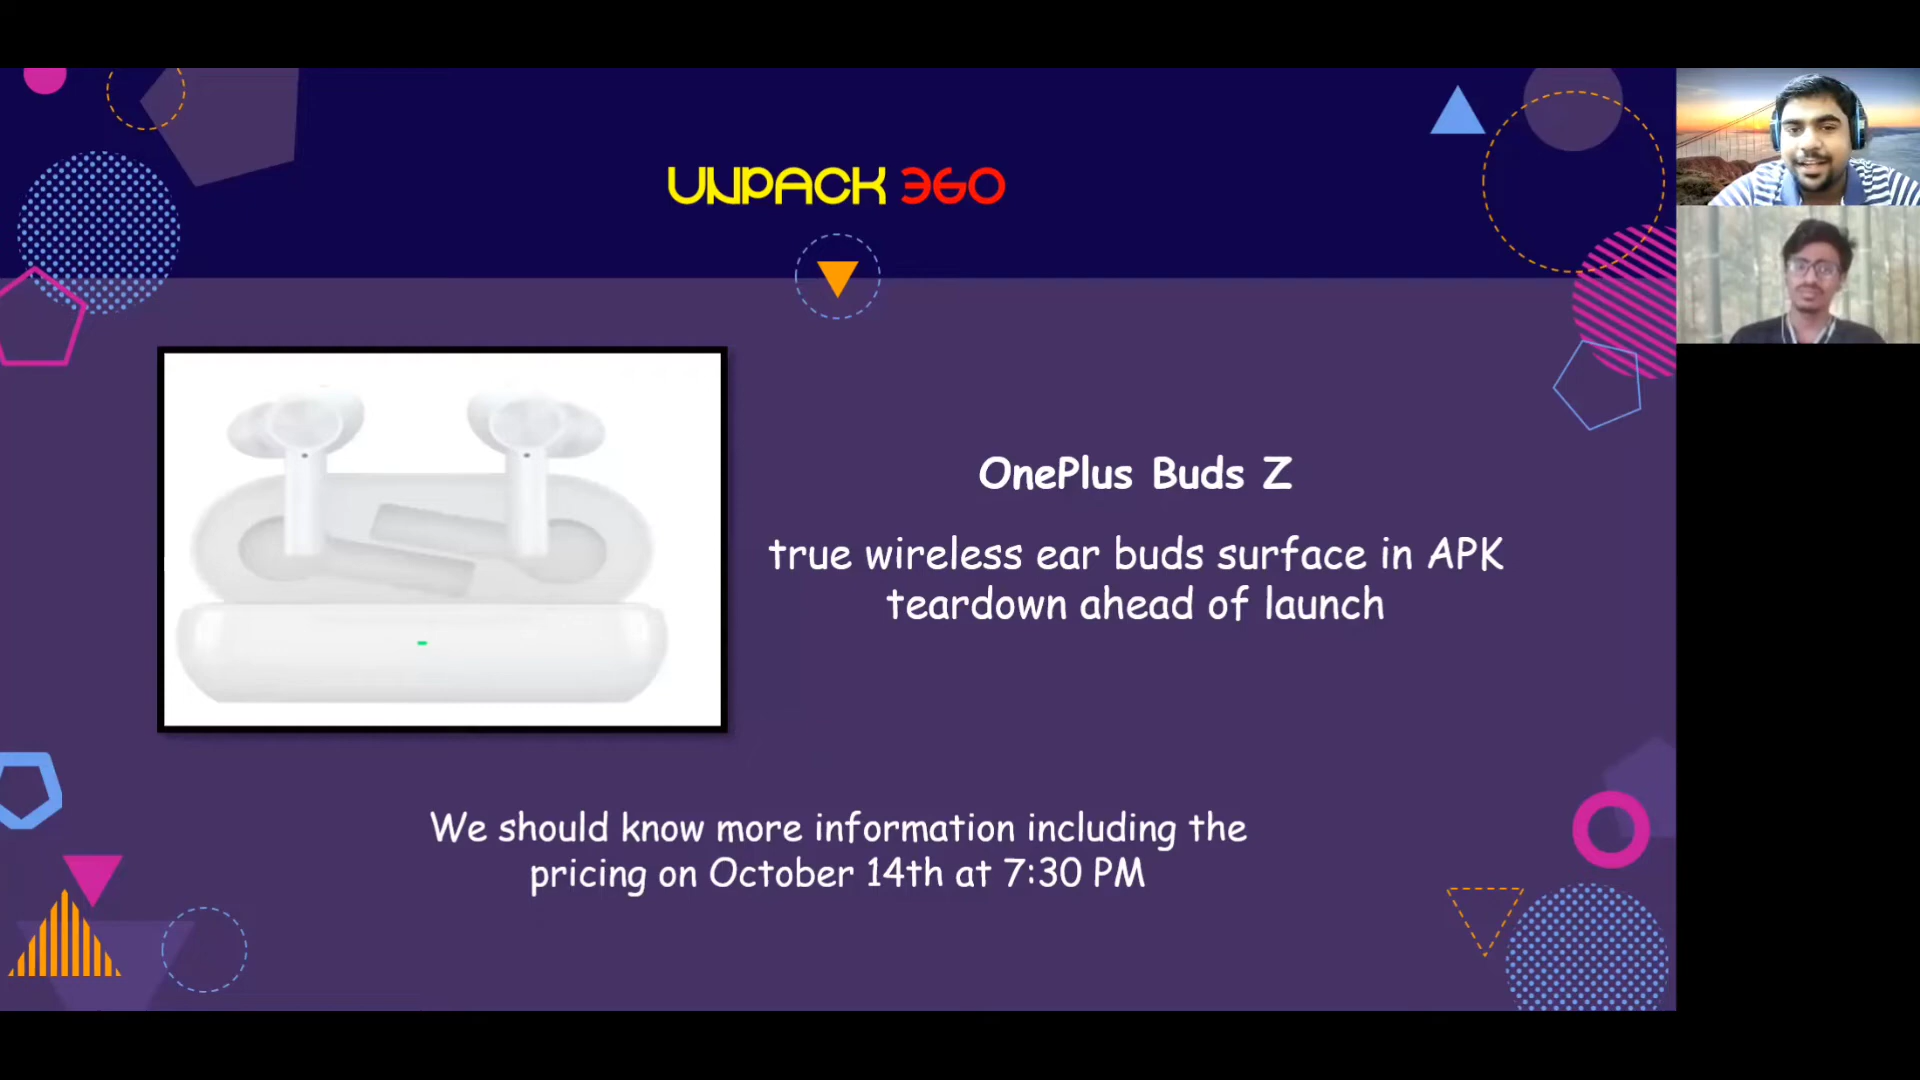 UNPACK 360
OnePlus Buds Z
true wireless ear buds surface in APK
teardown ahead of launch
We should know more information including the
pricing on October 14th at 7:30 PM